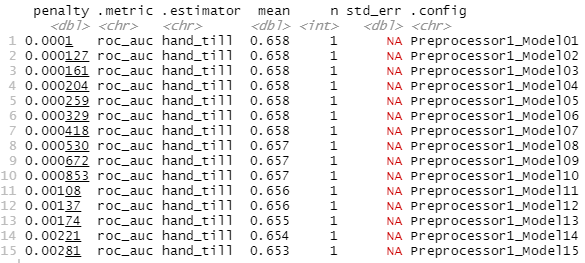 penalty .metric .estimator mean n std_err .config
<dbl> <chr> <chr> <dbl> <int> <dbl> <chr>
1 0.0001 roc_auc hand_till 0.658 1 NA Preprocessor1_Model01
2 0.000127 roc_auc hand_till 0.658 1 NA Preprocessor1_Model02
3 0.000161 roc_auc hand_till 0.658 1 NA Preprocessor1_Model03
4 0.000204 roc_auc hand_till 0.658 1 NA Preprocessor1_Model04
5 0.000259 roc_auc hand_till 0.658 1 NA Preprocessor1_Model05
6 0.000329 roc_auc hand_till 0.658 1 NA Preprocessor1_Model06
7 0.000418 roc_auc hand_till 0.658 1 NA Preprocessor1_Model07
8 0.000530 roc_auc hand_till 0.657 1 NA Preprocessor1_Model08
9 0.000672 roc_auc hand_till 0.657 1 NA Preprocessor1_Model09
10 0.000853 roc_auc hand_till 0.657 1 NA Preprocessor1_Model10
11 0.00108 roc_auc hand_till 0.656 1 NA Preprocessor1_Model11
12 0.00137 roc_auc hand_till 0.656 1 NA Preprocessor1_Model12
13 0.00174 roc_auc hand_till 0.655 1 NA Preprocessor1_Model13
14 0.00221 roc_auc hand_till 0.654 1 NA Preprocessor1_Model14
15 0.00281 roc_auc hand_till 0.653 1 NA Preprocessor1_Model15